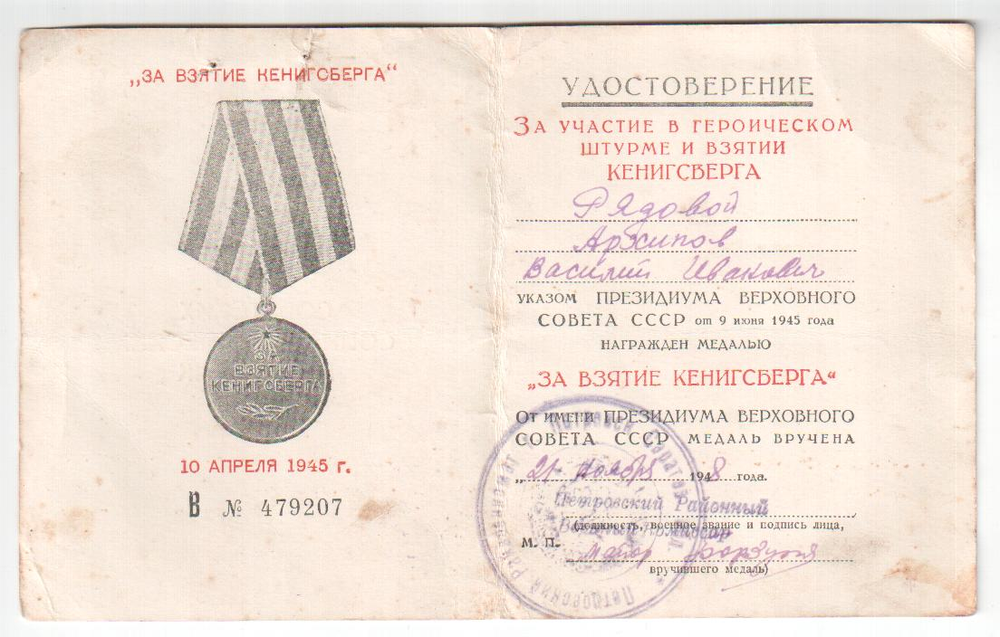 „ЗА ВЗЯТИЕ КЕНИГСБЕРГА“
ЗА
ВЗЯТИЕ
КЕНИГСБЕРГА
10 АПРЕЛЯ 1945 г.
В № 479207
УДОСТОВЕРЕНИЕ
ЗА УЧАСТИЕ В ГЕРОИЧЕСКОМ
ШТУРМЕ И ВЗЯТИИ
КЕНИГСБЕРГА
Рядовой
Архипов
Василий Иванович
УКАЗОМ ПРЕЗИДИУМА ВЕРХОВНОГО
СОВЕТА СССР от 9 июня 1945 года
НАГРАЖДЕН МЕДАЛЬЮ
„ЗА ВЗЯТИЕ КЕНИГСБЕРГА“
ОТ ИМЕНИ ПРЕЗИДИУМА ВЕРХОВНОГО
СОВЕТА СССР МЕДАЛЬ ВРУЧЕНА
„21“ ноября 1948 года.
Петровский Районный
Военный Комиссар
(должность, военное звание и подпись лица,
М. П. майор
вручившего медаль)